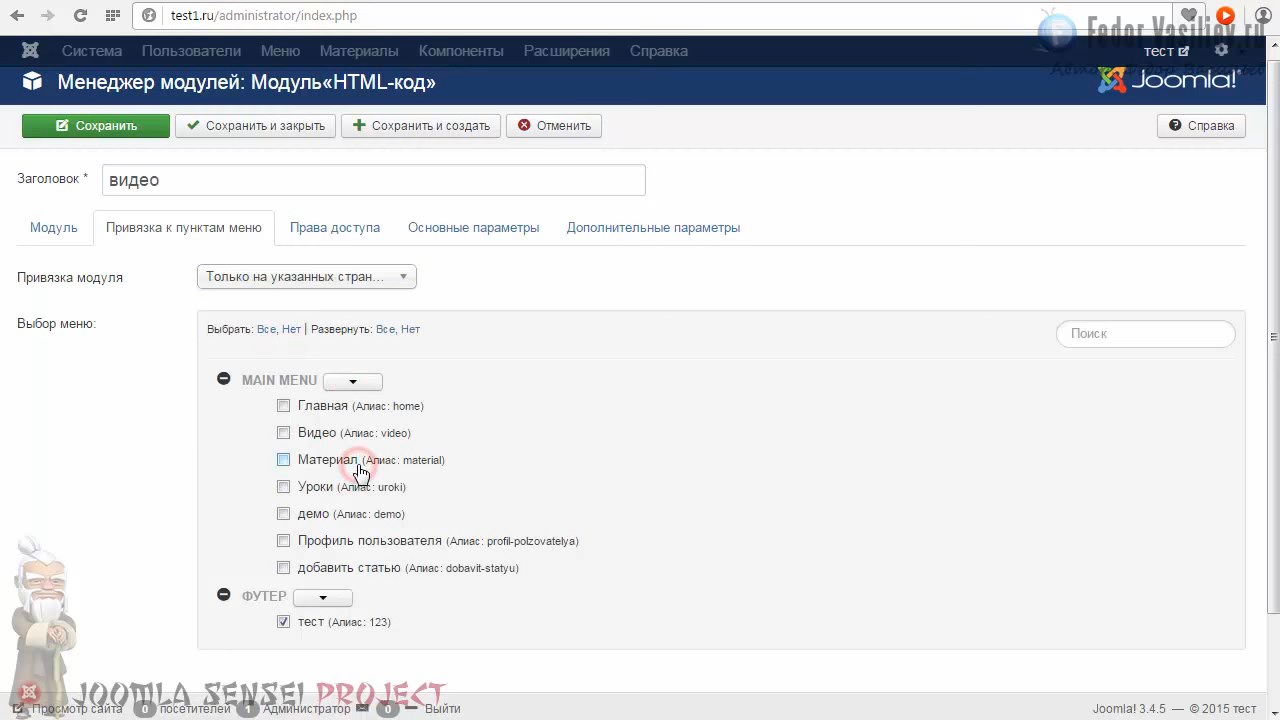 test1.ru/administrator/index.php
Fedor Vasiliev.ru
Система Пользователи Меню Материалы Компоненты Расширения Справка тест
Менеджер модулей: Модуль«HTML-код» Joomla!
Сохранить Сохранить и закрыть Сохранить и создать Отменить Справка
Заголовок * видео
Модуль Привязка к пунктам меню Права доступа Основные параметры Дополнительные параметры
Привязка модуля Только на указанных стран...
Выбор меню:
Выбрать: Все, Нет | Развернуть: Все, Нет Поиск
MAIN MENU
Главная (Алиас: home)
Видео (Алиас: video)
Материал (Алиас: material)
Уроки (Алиас: uroki)
демо (Алиас: demo)
Профиль пользователя (Алиас: profil-polzovatelya)
добавить статью (Алиас: dobavit-statyu)
ФУТЕР
тест (Алиас: 123)
JOOMLA SENSEI PROJECT
Просмотр сайта 0 посетителей 1 Администратор 0 Выйти Joomla! 3.4.5 — © 2015 тест